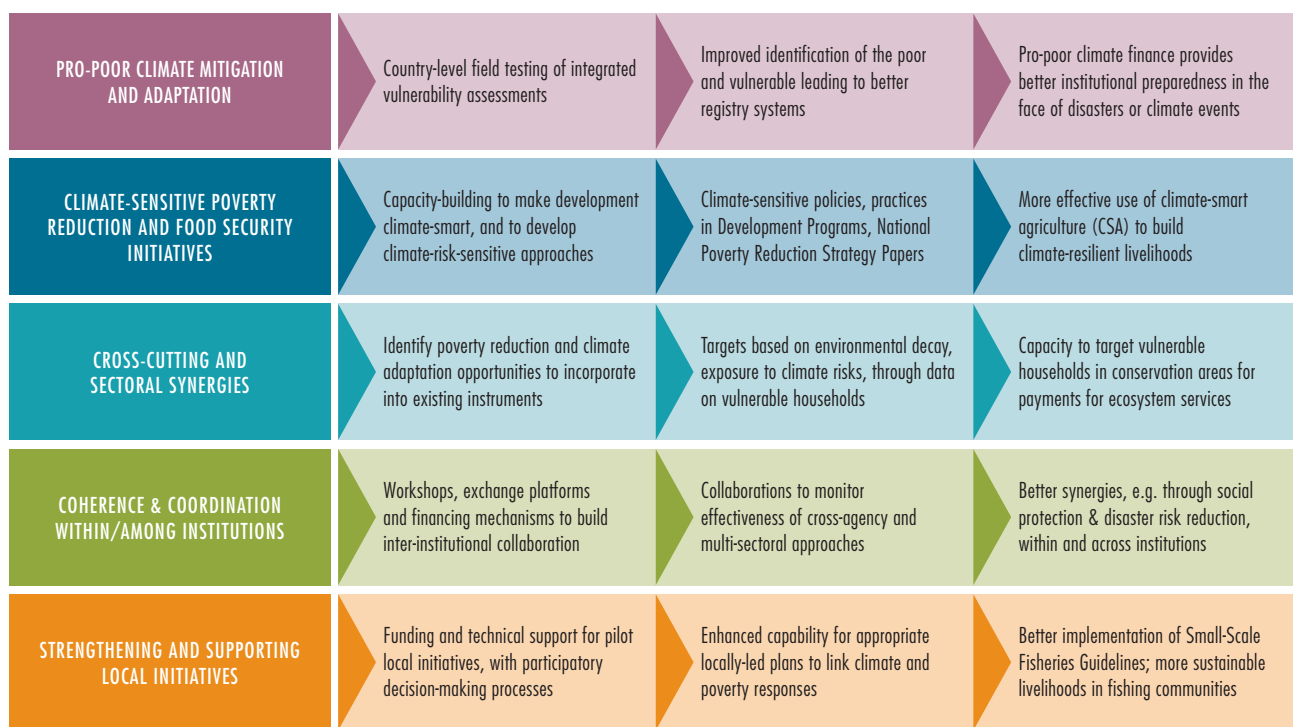 PRO-POOR CLIMATE MITIGATION
AND ADAPTATION
Country-level field testing of integrated
vulnerability assessments
Improved identification of the poor
and vulnerable leading to better
registry systems
Pro-poor climate finance provides
better institutional preparedness in the
face of disasters or climate events
CLIMATE-SENSITIVE POVERTY
REDUCTION AND FOOD SECURITY
INITIATIVES
Capacity-building to make development
climate-smart, and to develop
climate-risk-sensitive approaches
Climate-sensitive policies, practices
in Development Programs, National
Poverty Reduction Strategy Papers
More effective use of climate-smart
agriculture (CSA) to build
climate-resilient livelihoods
CROSS-CUTTING AND
SECTORAL SYNERGIES
Identify poverty reduction and climate
adaptation opportunities to incorporate
into existing instruments
Targets based on environmental decay,
exposure to climate risks, through data
on vulnerable households
Capacity to target vulnerable
households in conservation areas for
payments for ecosystem services
COHERENCE & COORDINATION
WITHIN/AMONG INSTITUTIONS
Workshops, exchange platforms
and financing mechanisms to build
inter-institutional collaboration
Collaborations to monitor
effectiveness of cross-agency and
multi-sectoral approaches
Better synergies, e.g. through social
protection & disaster risk reduction,
within and across institutions
STRENGTHENING AND SUPPORTING
LOCAL INITIATIVES
Funding and technical support for pilot
local initiatives, with participatory
decision-making processes
Enhanced capability for appropriate
locally-led plans to link climate and
poverty responses
Better implementation of Small-Scale
Fisheries Guidelines; more sustainable
livelihoods in fishing communities